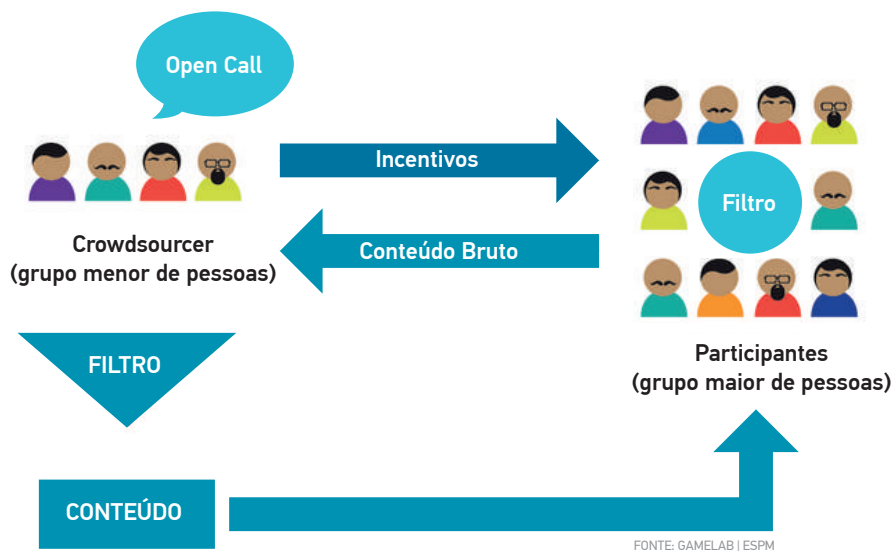 Open Call
Incentivos
Conteúdo Bruto
Filtro
Crowdsourcer
(grupo menor de pessoas)
Participantes
(grupo maior de pessoas)
FILTRO
CONTEÚDO
FONTE: GAMELAB | ESPM